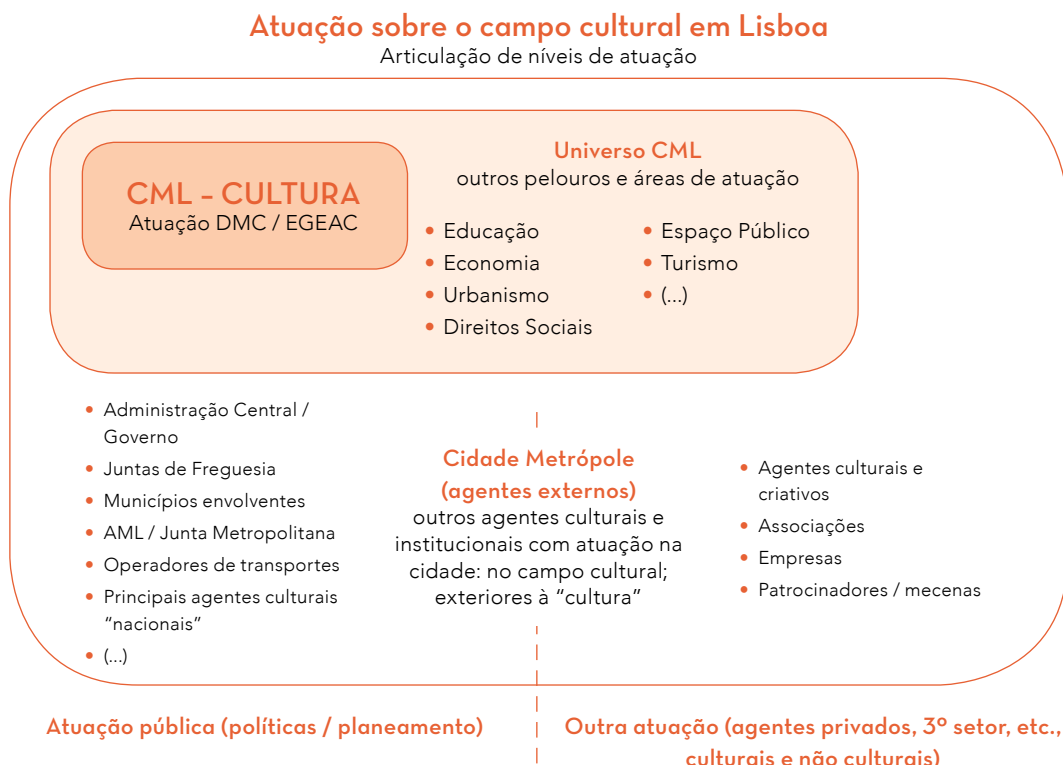 Atuação sobre o campo cultural em Lisboa
Articulação de níveis de atuação
CML – CULTURA
Atuação DMC / EGEAC
Universo CML
outros pelouros e áreas de atuação
• Educação
• Economia
• Urbanismo
• Direitos Sociais
• Espaço Público
• Turismo
• (...)
• Administração Central /
Governo
• Juntas de Freguesia
• Municípios envolventes
• AML / Junta Metropolitana
• Operadores de transportes
• Principais agentes culturais
“nacionais”
• (...)
Cidade Metrópole
(agentes externos)
outros agentes culturais e
institucionais com atuação na
cidade: no campo cultural;
exteriores à “cultura”
• Agentes culturais e
criativos
• Associações
• Empresas
• Patrocinadores / mecenas
Atuação pública (políticas / planeamento)
Outra atuação (agentes privados, 3º setor, etc.,
culturais e não culturais)